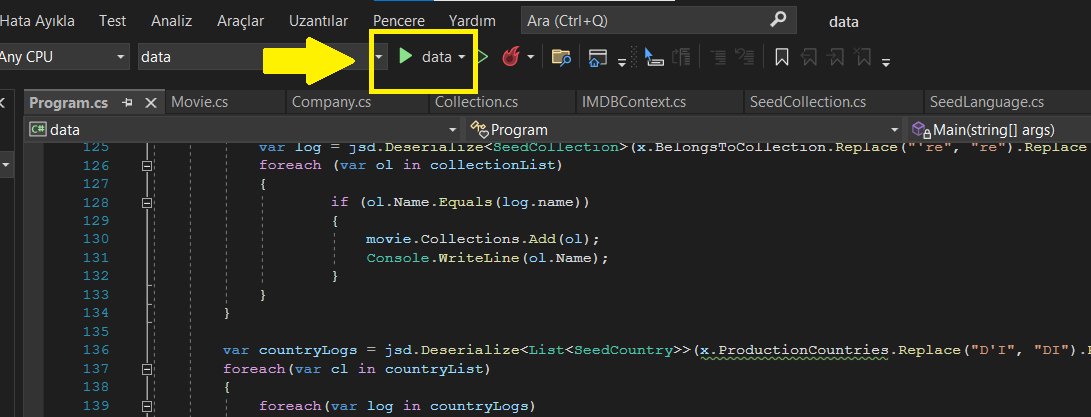 Hata Ayıkla Test Analiz Araçlar Uzantılar Pencere Yardım Ara (Ctrl+Q) data
Any CPU data data
Program.cs Movie.cs Company.cs Collection.cs IMDBContext.cs SeedCollection.cs SeedLanguage.cs
C# data Program Main(string[] args)
125 var log = jsd.Deserialize<SeedCollection>(x.BelongsToCollection.Replace("'re", "re").Replace
126 foreach (var ol in collectionList)
127 {
128 if (ol.Name.Equals(log.name))
129 {
130 movie.Collections.Add(ol);
131 Console.WriteLine(ol.Name);
132 }
133 }
134 }
135
136 var countryLogs = jsd.Deserialize<List<SeedCountry>>(x.ProductionCountries.Replace("D'I", "DI").
137 foreach(var cl in countryList)
138 {
139 foreach(var log in countryLogs)